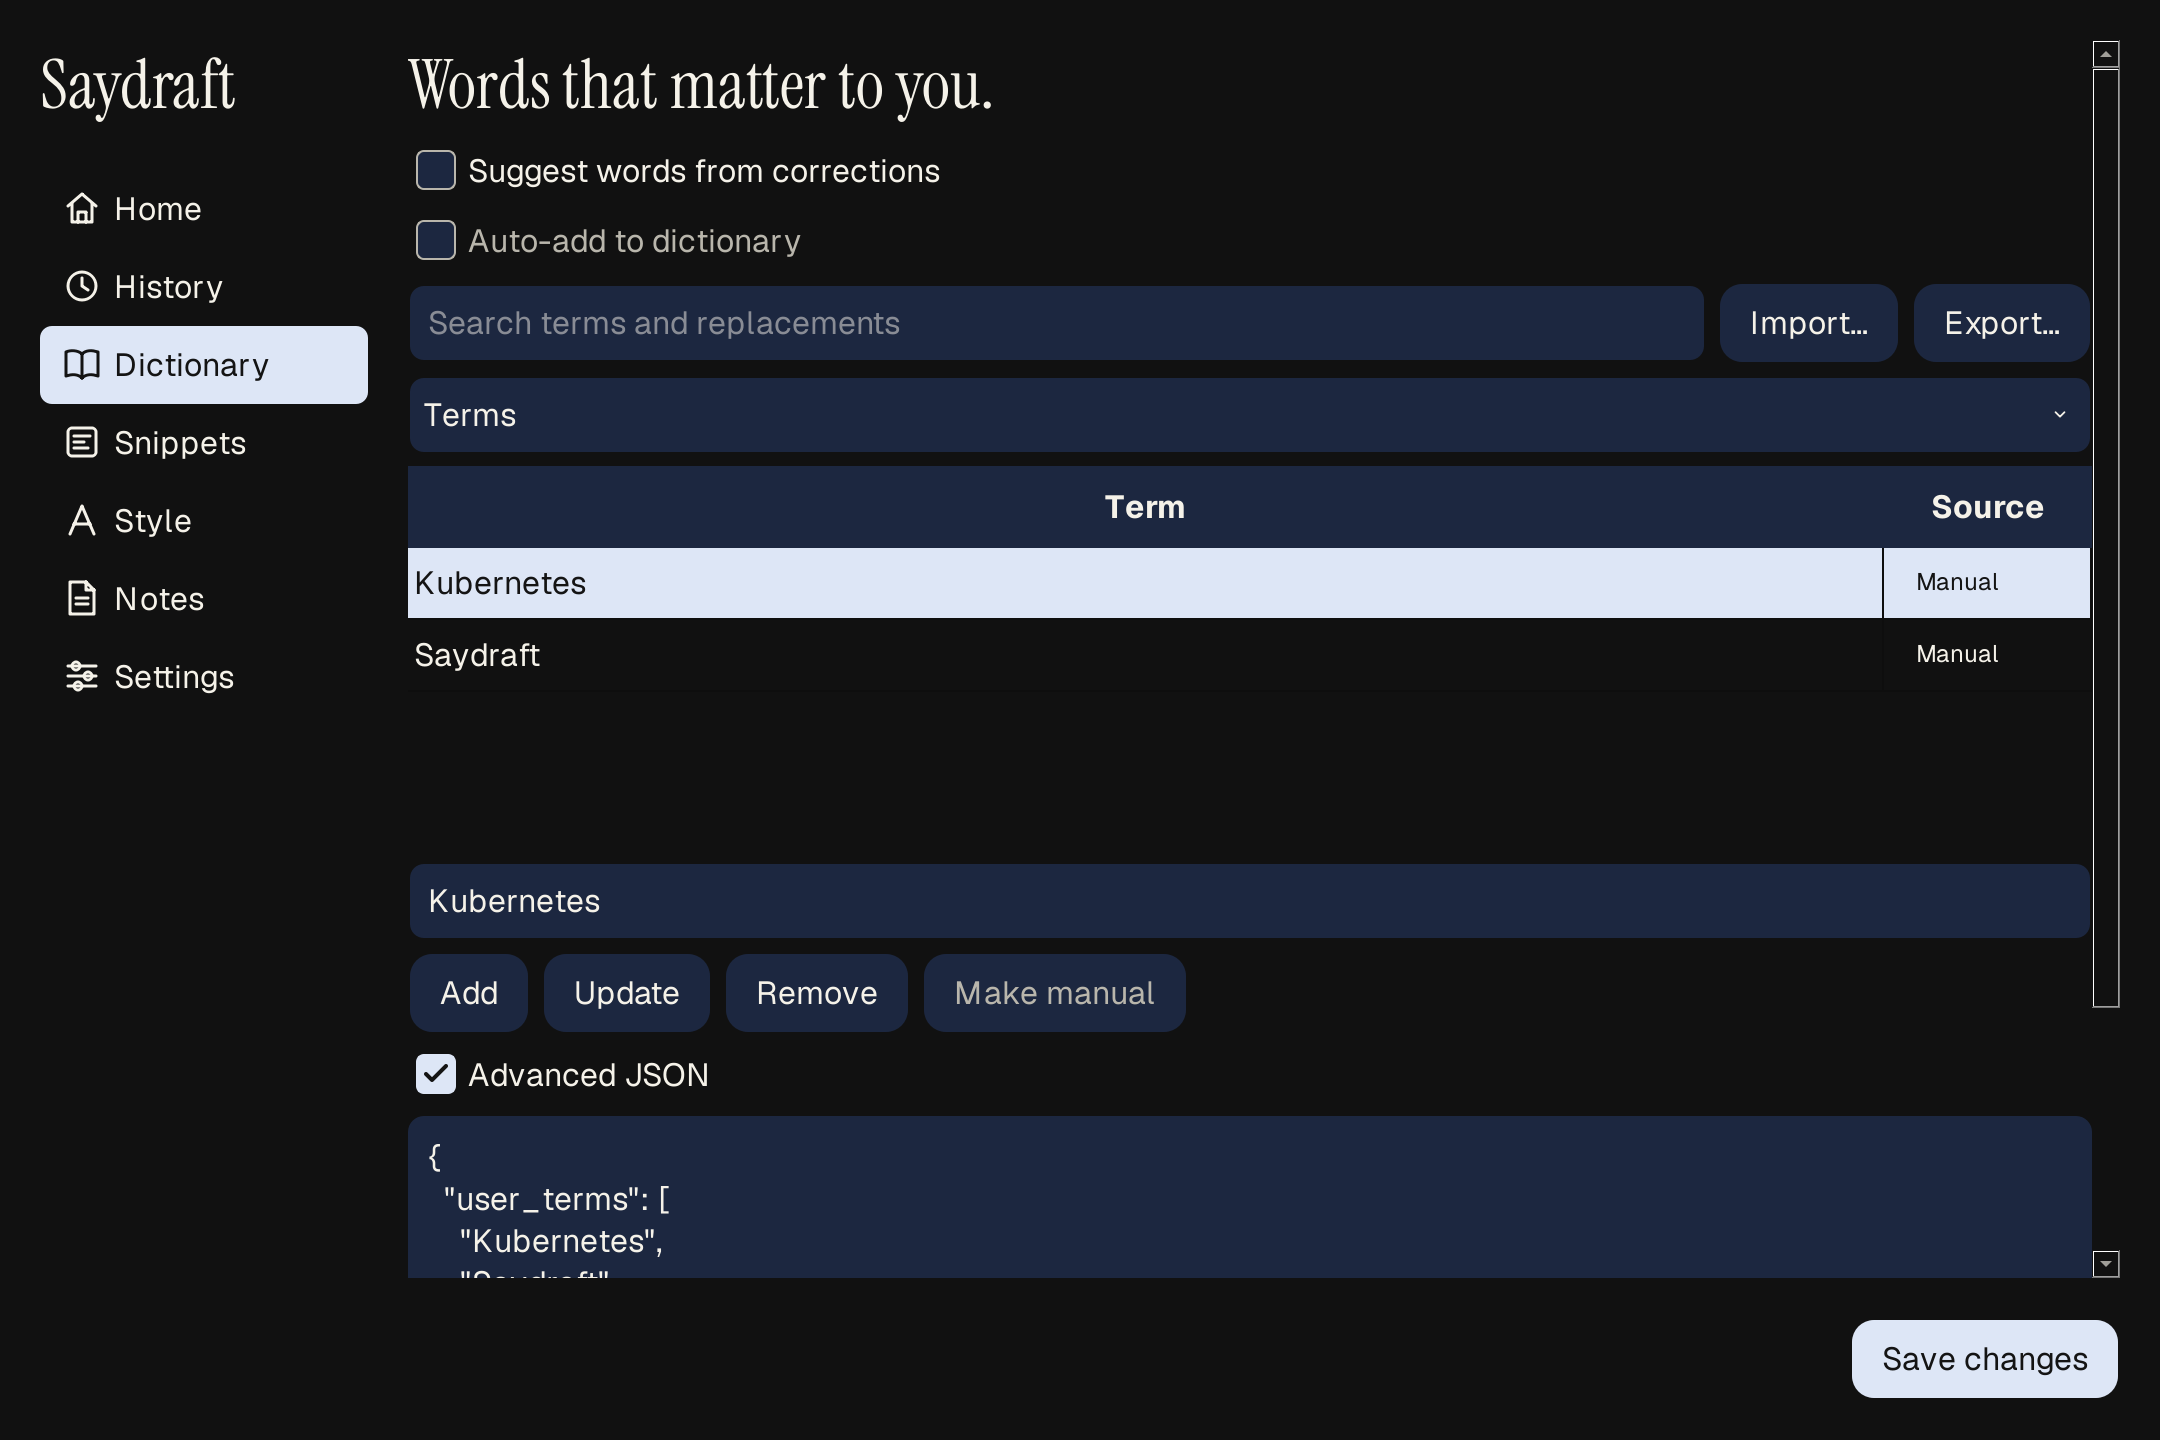 Saydraft
Words that matter to you.
Suggest words from corrections
Auto-add to dictionary
Home
History
Dictionary
Snippets
Style
Notes
Settings
Search terms and replacements
Import...
Export...
Terms
Term Source
Kubernetes Manual
Saydraft Manual
Kubernetes
Add Update Remove Make manual
Advanced JSON
{
"user_terms": [
"Kubernetes",
"Saydraft"
Save changes